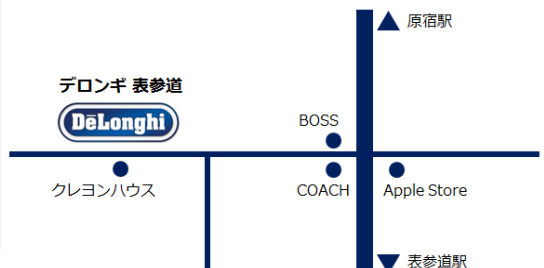 原宿駅
デロンギ 表参道
DēLonghi
BOSS
クレヨンハウス
COACH
Apple Store
表参道駅